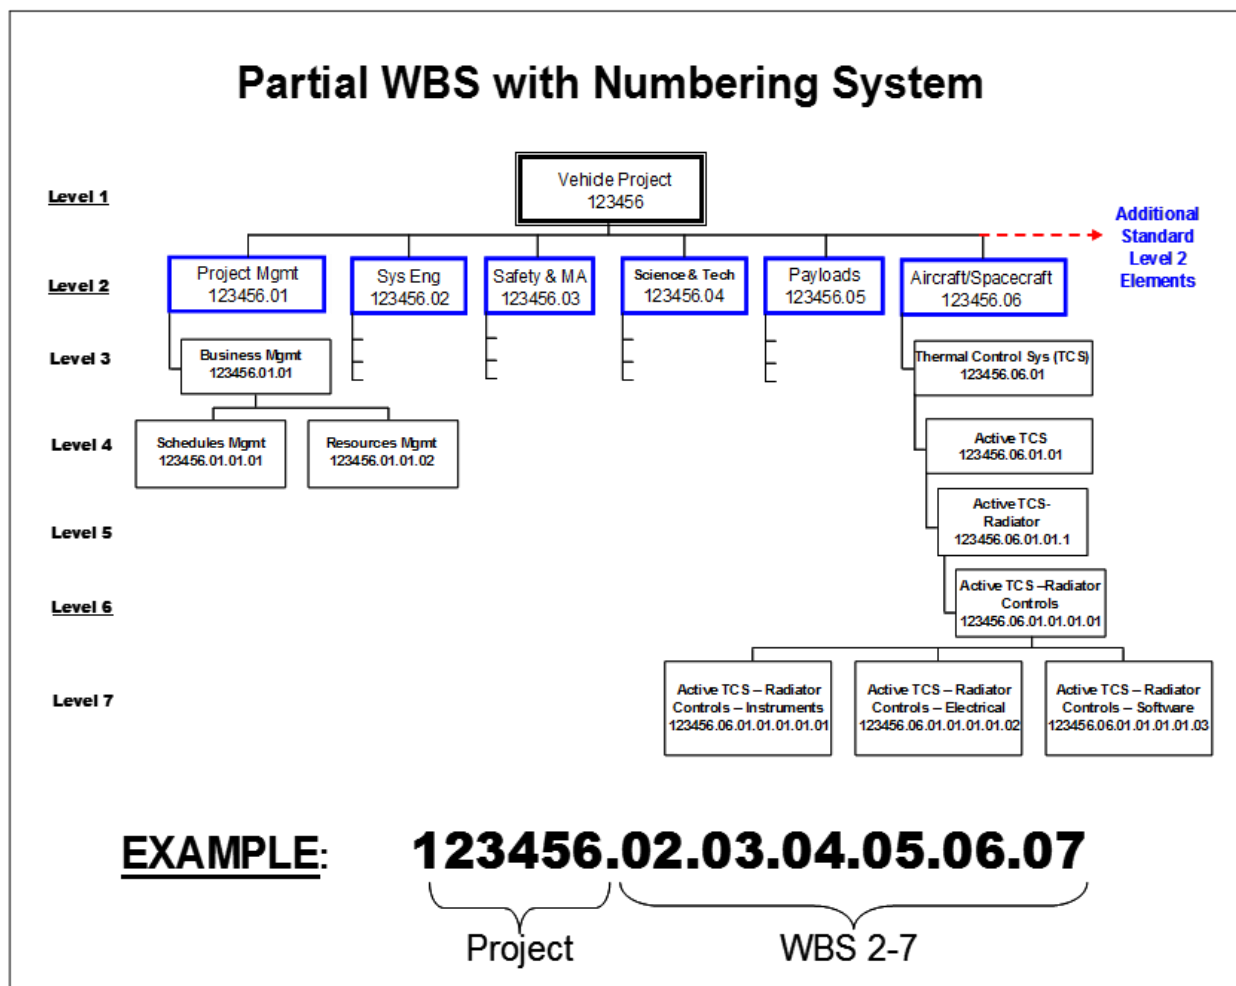 Partial WBS with Numbering System
Level 1
Vehicle Project
123456
Additional
Standard
Level 2
Elements
Level 2
Project Mgmt
123456.01
Sys Eng
123456.02
Safety & MA
123456.03
Science & Tech
123456.04
Payloads
123456.05
Aircraft/Spacecraft
123456.06
Level 3
Business Mgmt
123456.01.01
Thermal Control Sys (TCS)
123456.06.01
Level 4
Schedules Mgmt
123456.01.01.01
Resources Mgmt
123456.01.01.02
Active TCS
123456.06.01.01
Level 5
Active TCS-
Radiator
123456.06.01.01.1
Level 6
Active TCS –Radiator
Controls
123456.06.01.01.01.01
Level 7
Active TCS – Radiator
Controls – Instruments
123456.06.01.01.01.01.01
Active TCS – Radiator
Controls – Electrical
123456.06.01.01.01.01.02
Active TCS – Radiator
Controls – Software
123456.06.01.01.01.01.03
EXAMPLE: 123456.02.03.04.05.06.07
Project
WBS 2-7